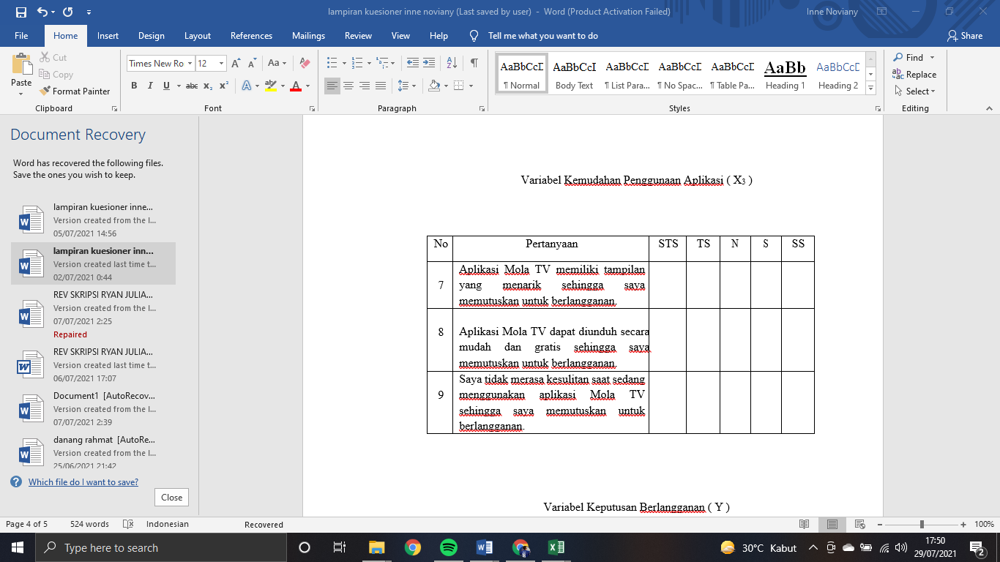 lampiran kuesioner inne noviany (Last saved by user) - Word (Product Activation Failed)
Inne Noviany
File Home Insert Design Layout References Mailings Review View Help Tell me what you want to do Share
Paste
Cut
Copy
Format Painter
Clipboard
Times New Ro 12 A A Aa
B I U abc x₂ x² A aby A
Font
Paragraph
AaBbCcD AaBbCcI AaBbCcD AaBbCcD AaBbCcD AaBb AaBbCcD
¶ Normal Body Text ¶ List Para... ¶ No Spac... ¶ Table Pa... Heading 1 Heading 2
Styles
Find
Replace
Select
Editing
Document Recovery
Word has recovered the following files.
Save the ones you wish to keep.
lampiran kuesioner inne...
Version created from the l...
05/07/2021 14:56
lampiran kuesioner inn...
Version created last time t...
02/07/2021 0:44
REV SKRIPSI RYAN JULIA...
Version created from the l...
07/07/2021 2:25
Repaired
REV SKRIPSI RYAN JULIA...
Version created last time t...
06/07/2021 17:07
Document1 [AutoRecov...
Version created from the l...
07/07/2021 2:39
danang rahmat [AutoRe...
Version created from the l...
25/06/2021 21:42
Which file do I want to save?
Close
Variabel Kemudahan Penggunaan Aplikasi ( X3 )
No Pertanyaan STS TS N S SS
7
Aplikasi Mola TV memiliki tampilan
yang menarik sehingga saya
memutuskan untuk berlangganan.
8
Aplikasi Mola TV dapat diunduh secara
mudah dan gratis sehingga saya
memutuskan untuk berlangganan.
9
Saya tidak merasa kesulitan saat sedang
menggunakan aplikasi Mola TV
sehingga saya memutuskan untuk
berlangganan.
Variabel Keputusan Berlangganan ( Y )
Page 4 of 5 524 words Indonesian Recovered 100%
Type here to search
30°C Kabut
17:50
29/07/2021
2